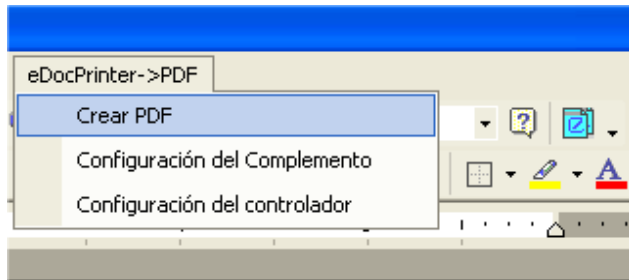 eDocPrinter->PDF
Crear PDF
Configuración del Complemento
Configuración del controlador